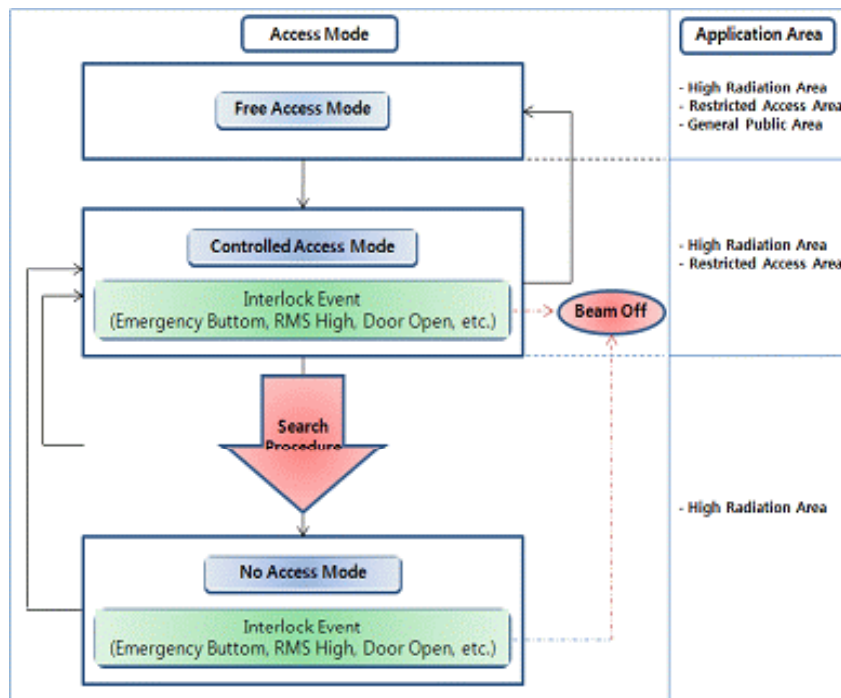 Access Mode
Application Area
Free Access Mode
- High Radiation Area
- Restricted Access Area
- General Public Area
Controlled Access Mode
- High Radiation Area
- Restricted Access Area
Interlock Event
(Emergency Buttom, RMS High, Door Open, etc.)
Beam Off
Search
Procedure
- High Radiation Area
No Access Mode
Interlock Event
(Emergency Buttom, RMS High, Door Open, etc.)